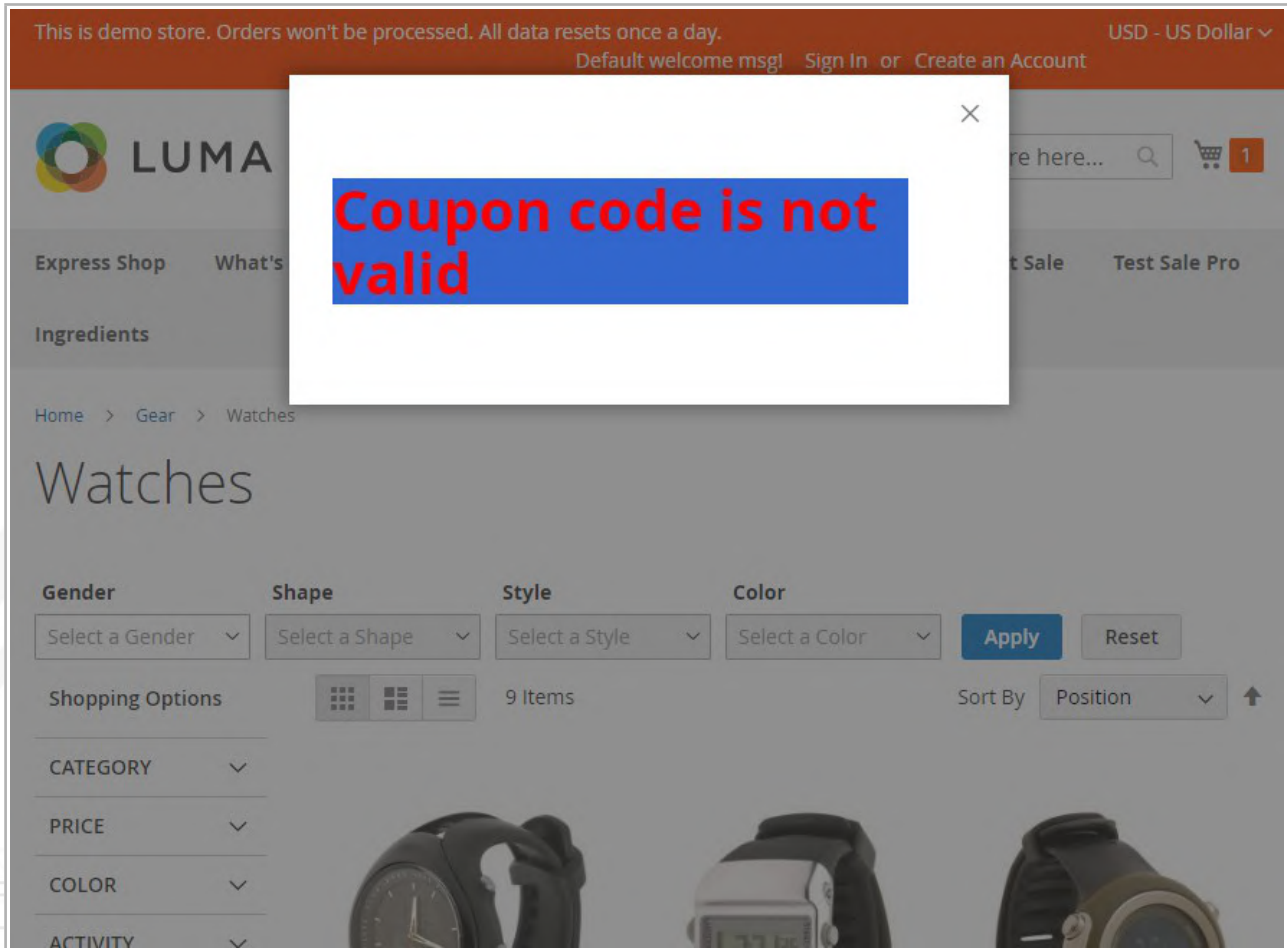 This is demo store. Orders won't be processed. All data resets once a day.
USD - US Dollar
Default welcome msg! Sign In or Create an Account
LUMA
re here...
1
Coupon code is not
valid
Express Shop What's
t Sale Test Sale Pro
Ingredients
Home > Gear > Watches
Watches
Gender Shape Style Color
Select a Gender Select a Shape Select a Style Select a Color Apply Reset
Shopping Options 9 Items Sort By Position
CATEGORY
PRICE
COLOR
ACTIVITY